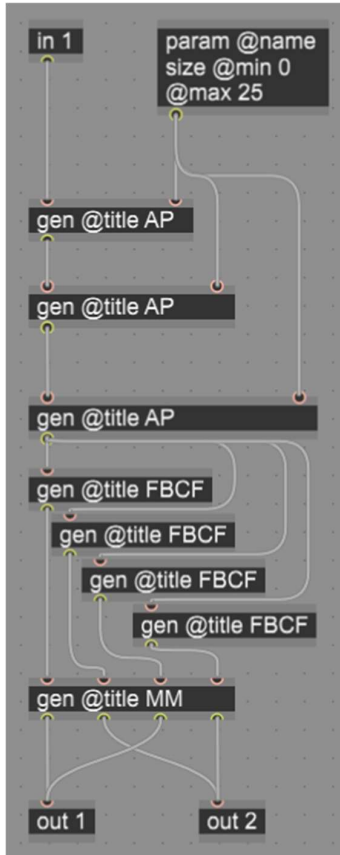 in 1
param @name
size @min 0
@max 25
gen @title AP
gen @title AP
gen @title AP
gen @title FBCF
gen @title FBCF
gen @title FBCF
gen @title FBCF
gen @title MM
out 1
out 2